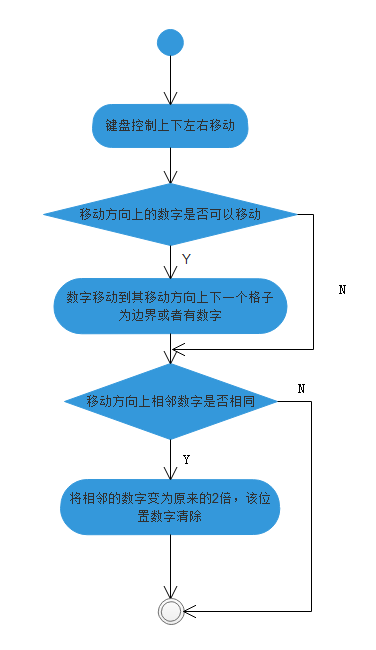 键盘控制上下左右移动
移动方向上的数字是否可以移动
Y
N
数字移动到其移动方向上下一个格子
为边界或者有数字
N
移动方向上相邻数字是否相同
Y
将相邻的数字变为原来的2倍，该位
置数字清除